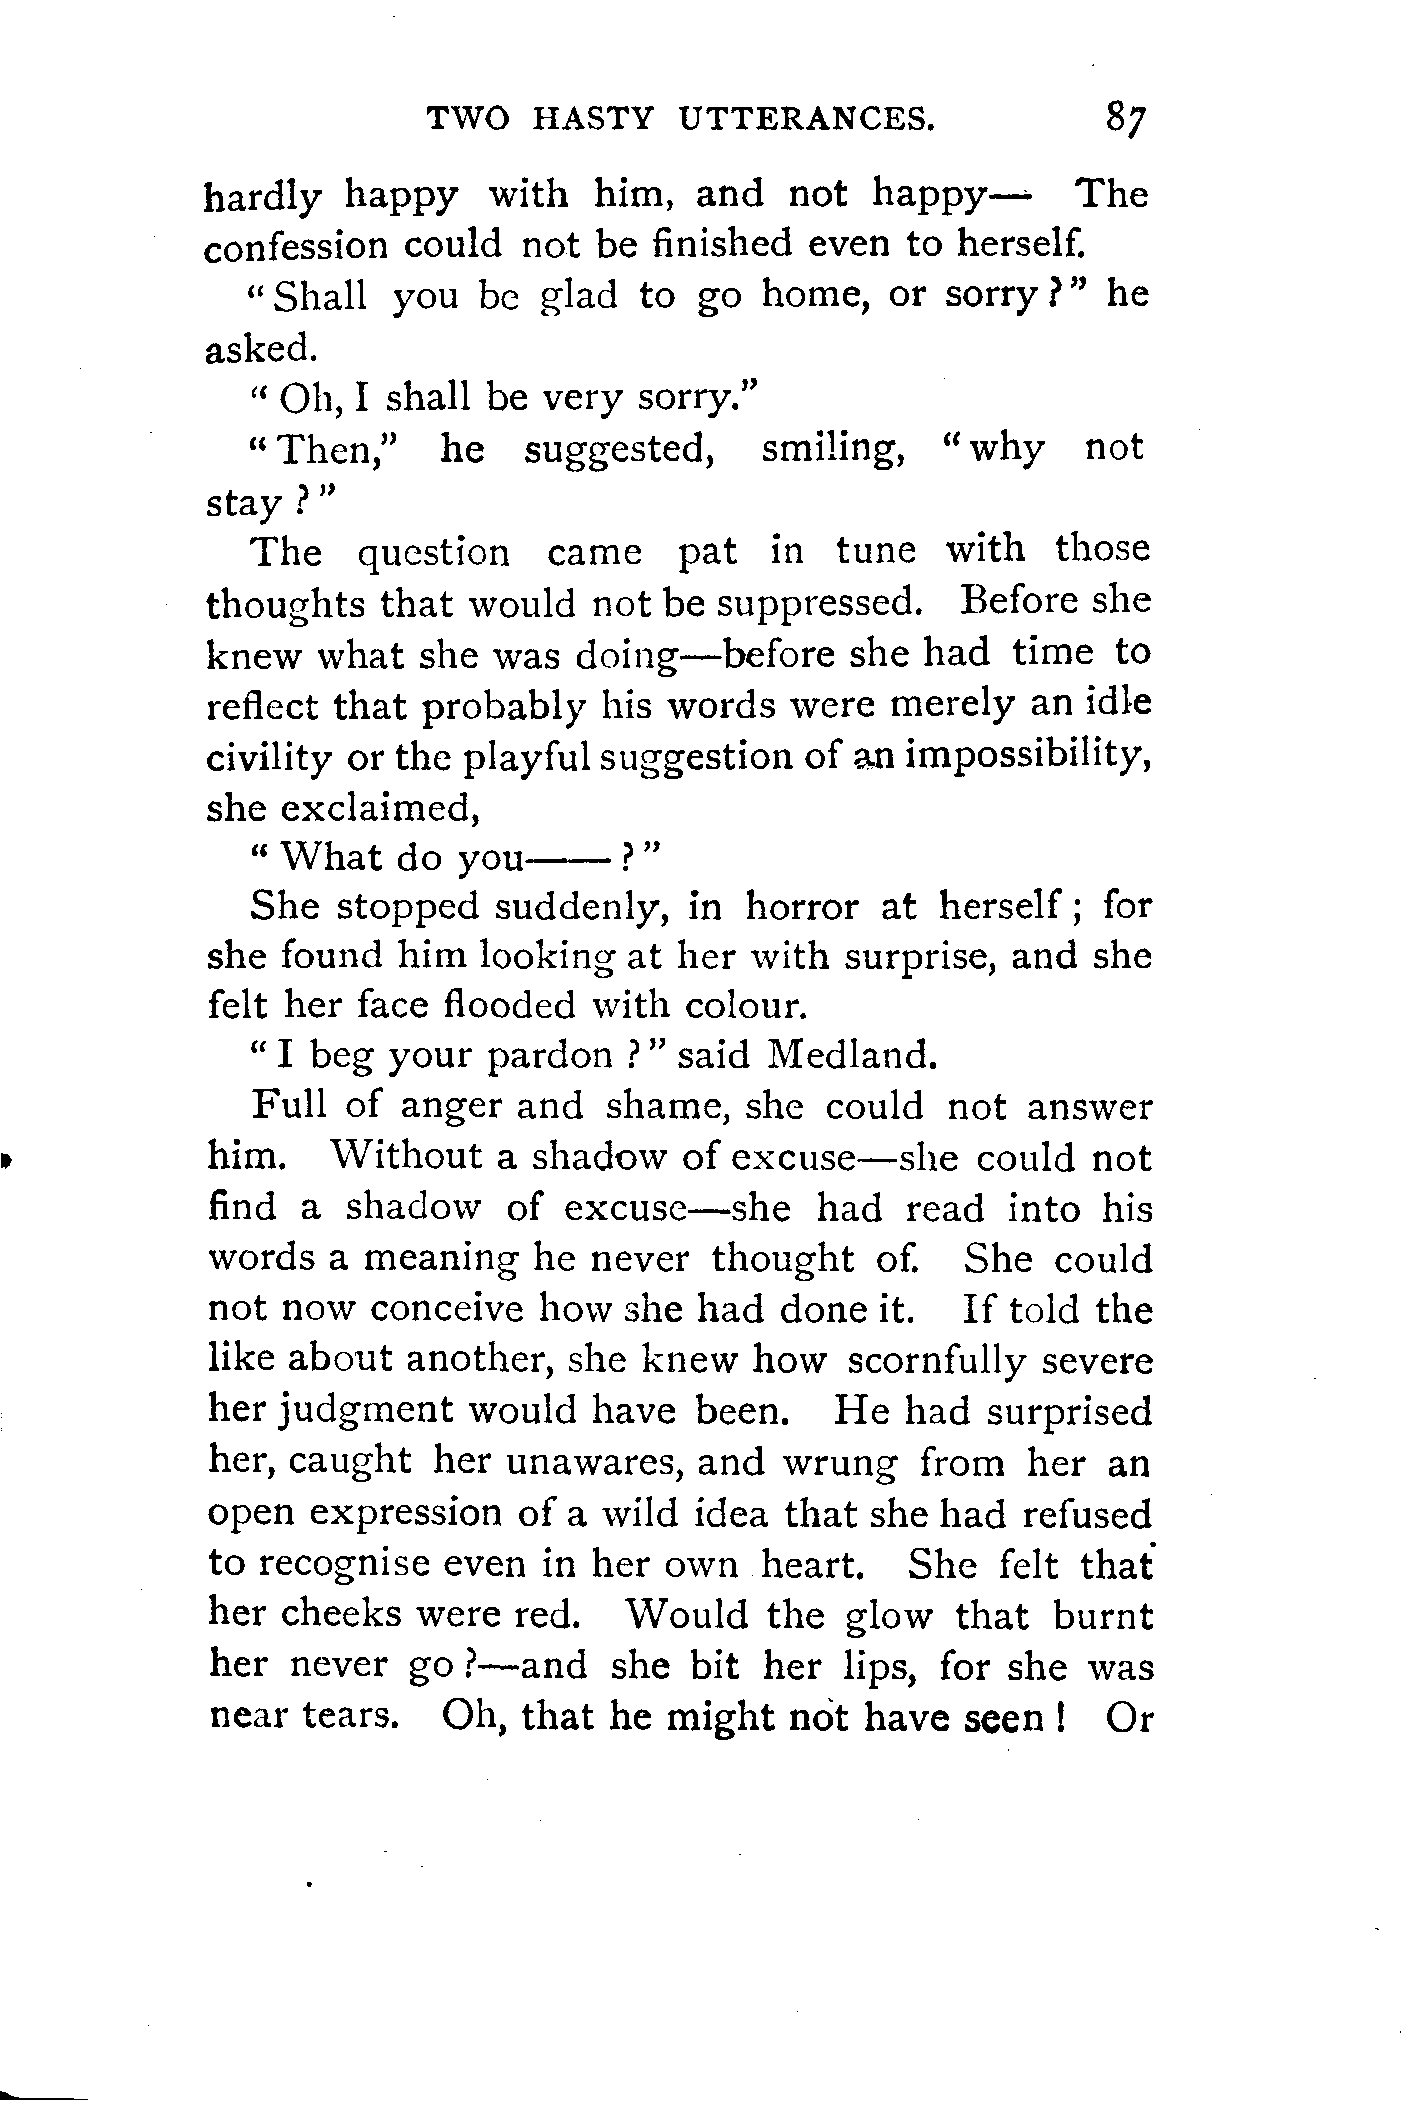 TWO HASTY UTTERANCES. 87
hardly happy with him, and not happy— The
confession could not be finished even to herself.
"Shall you be glad to go home, or sorry?" he
asked.
"Oh, I shall be very sorry."
"Then," he suggested, smiling, "why not
stay?"
The question came pat in tune with those
thoughts that would not be suppressed. Before she
knew what she was doing—before she had time to
reflect that probably his words were merely an idle
civility or the playful suggestion of an impossibility,
she exclaimed,
"What do you——?"
She stopped suddenly, in horror at herself; for
she found him looking at her with surprise, and she
felt her face flooded with colour.
"I beg your pardon?" said Medland.
Full of anger and shame, she could not answer
him. Without a shadow of excuse—she could not
find a shadow of excuse—she had read into his
words a meaning he never thought of. She could
not now conceive how she had done it. If told the
like about another, she knew how scornfully severe
her judgment would have been. He had surprised
her, caught her unawares, and wrung from her an
open expression of a wild idea that she had refused
to recognise even in her own heart. She felt that
her cheeks were red. Would the glow that burnt
her never go?—and she bit her lips, for she was
near tears. Oh, that he might not have seen! Or